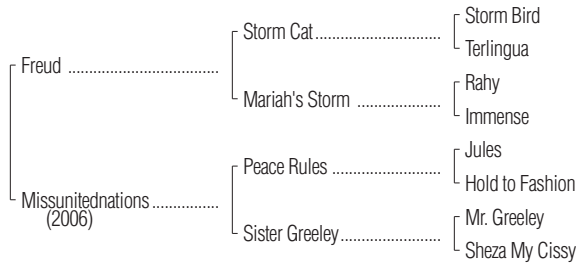 Storm Bird
Storm Cat
Terlingua
Freud
Rahy
Mariah's Storm
Immense
Jules
Peace Rules
Hold to Fashion
Missunitednations
(2006)
Mr. Greeley
Sister Greeley
Sheza My Cissy